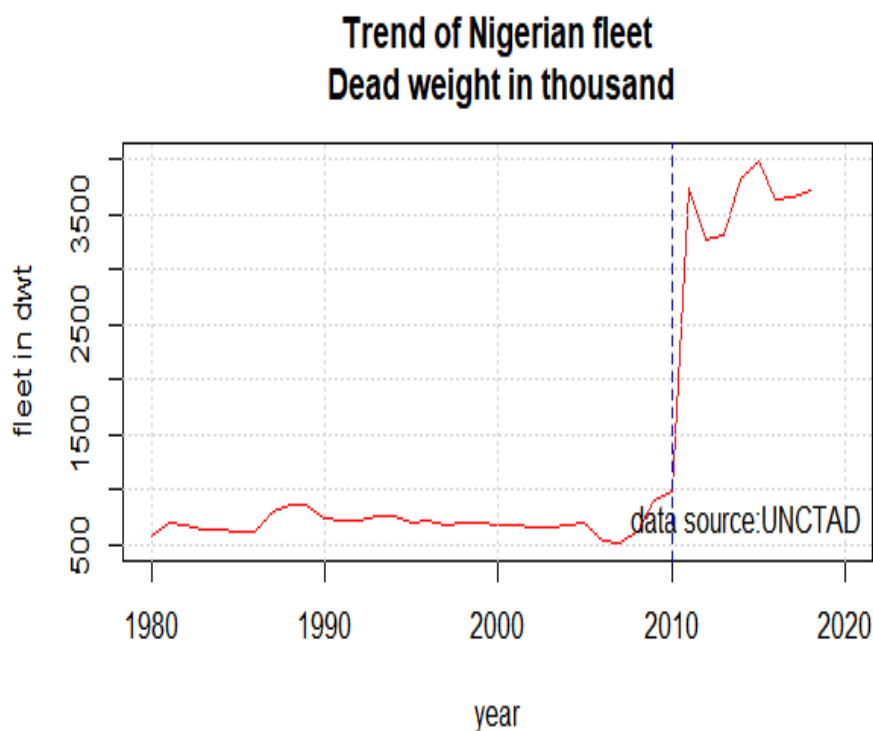 Trend of Nigerian fleet
Dead weight in thousand
fleet in dwt
3500
2500
1500
500
data source:UNCTAD
1980 1990 2000 2010 2020
year